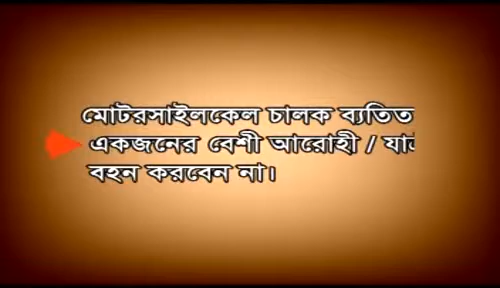 মোটরসাইলকেল চালক ব্যতিত
একজনের বেশী আরোহী /
বহন করবেন না।